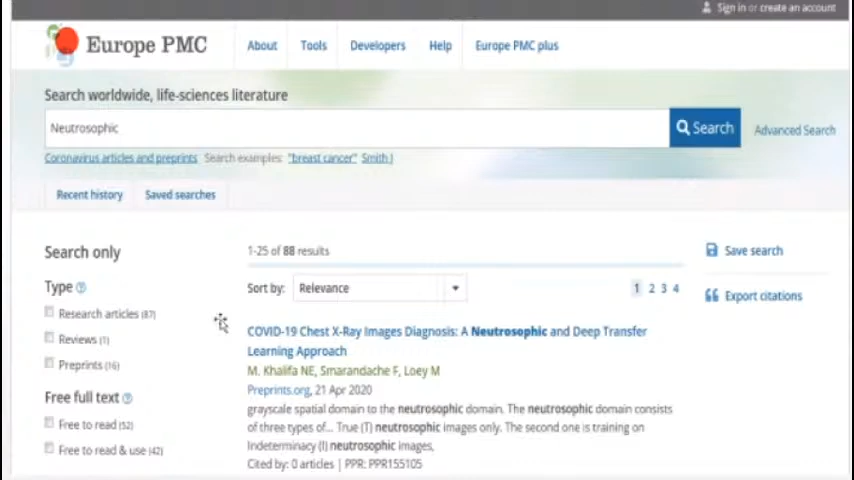 Sign in or create an account
Europe PMC
About Tools Developers Help Europe PMC plus
Search worldwide, life-sciences literature
Neutrosophic
Search
Advanced Search
Coronavirus articles and preprints Search examples: "breast cancer" Smith J
Recent history Saved searches
Search only
Type
Research articles (87)
Reviews (1)
Preprints (16)
Free full text
Free to read (52)
Free to read & use (42)
1-25 of 88 results
Sort by: Relevance
1 2 3 4
COVID-19 Chest X-Ray Images Diagnosis: A Neutrosophic and Deep Transfer
Learning Approach
M. Khalifa NE, Smarandache F, Loey M
Preprints.org, 21 Apr 2020
grayscale spatial domain to the neutrosophic domain. The neutrosophic domain consists
of three types of... True (T) neutrosophic images only. The second one is training on
Indeterminacy (I) neutrosophic images,
Cited by: 0 articles | PPR: PPR155105
Save search
Export citations